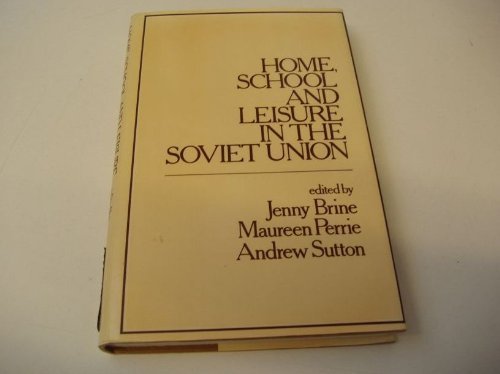 HOME,
SCHOOL
AND
LEISURE
IN THE
SOVIET UNION
edited by
Jenny Brine
Maureen Perrie
Andrew Sutton